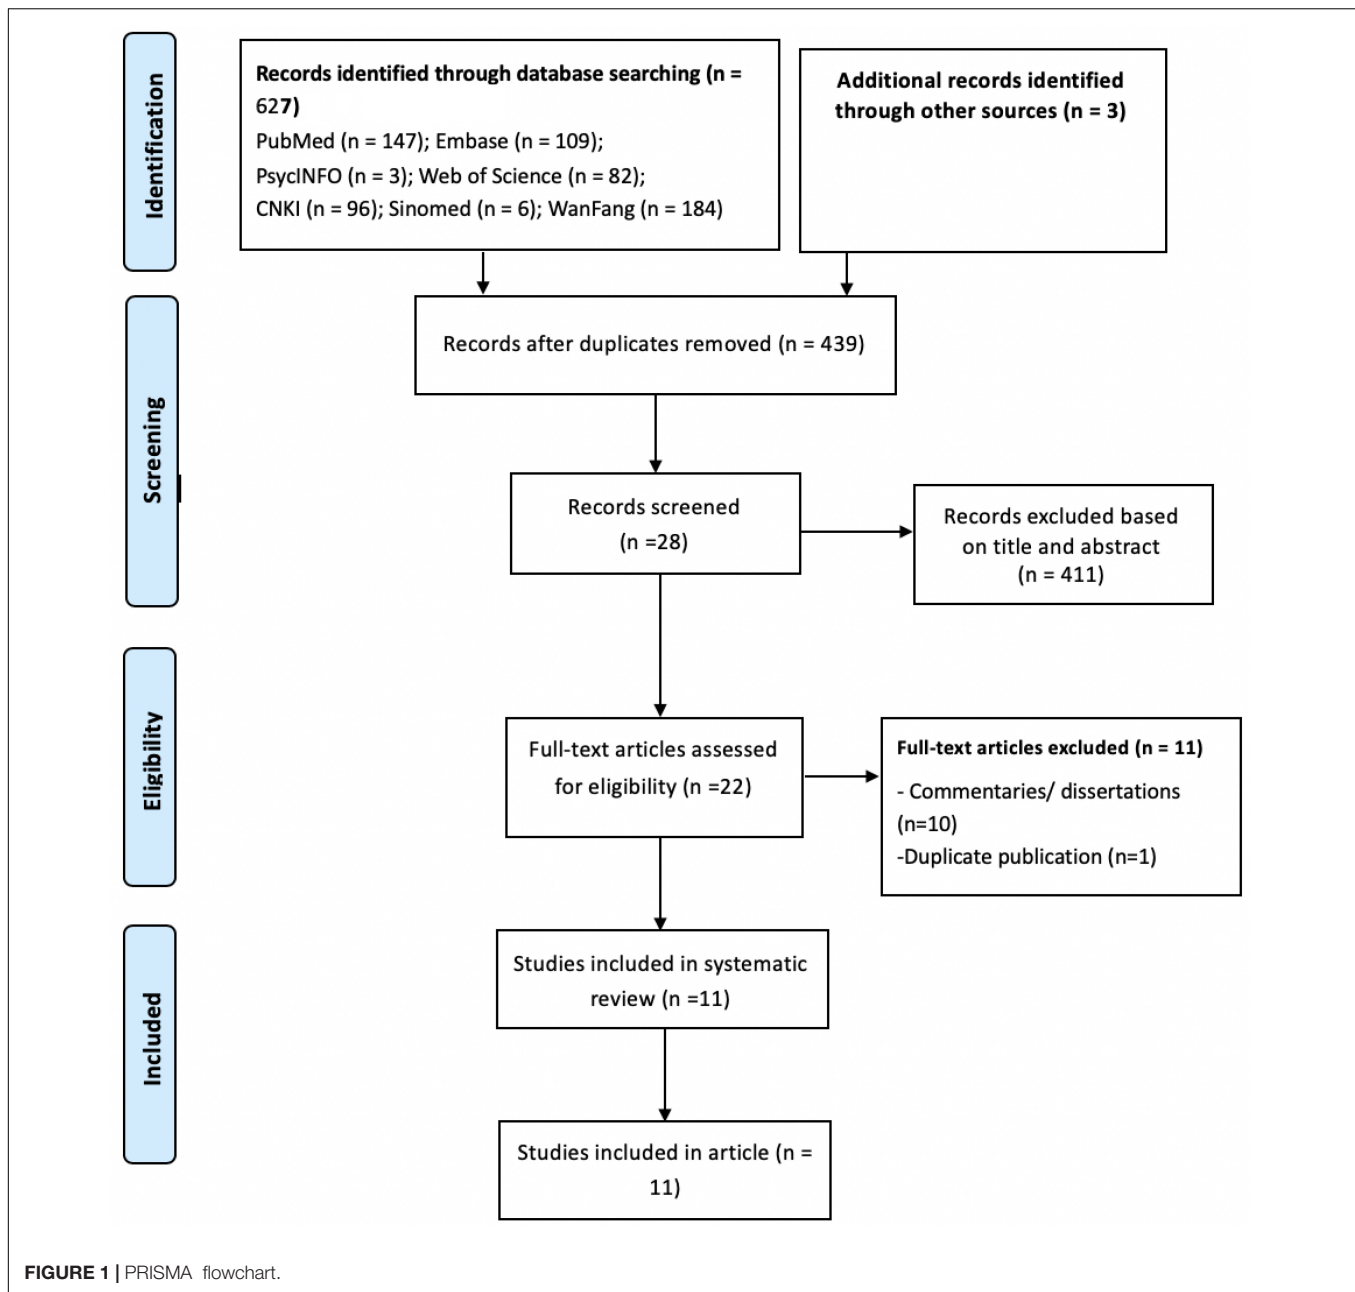 Identification
Records identified through database searching (n =
627)
PubMed (n = 147); Embase (n = 109);
PsycINFO (n = 3); Web of Science (n = 82);
CNKI (n = 96); Sinomed (n = 6); WanFang (n = 184)
Additional records identified
through other sources (n = 3)
Screening
Records after duplicates removed (n = 439)
Records screened
(n =28)
Records excluded based
on title and abstract
(n = 411)
Eligibility
Full-text articles assessed
for eligibility (n =22)
Full-text articles excluded (n = 11)
- Commentaries/ dissertations
(n=10)
-Duplicate publication (n=1)
Included
Studies included in systematic
review (n =11)
Studies included in article (n =
11)
FIGURE 1 | PRISMA flowchart.